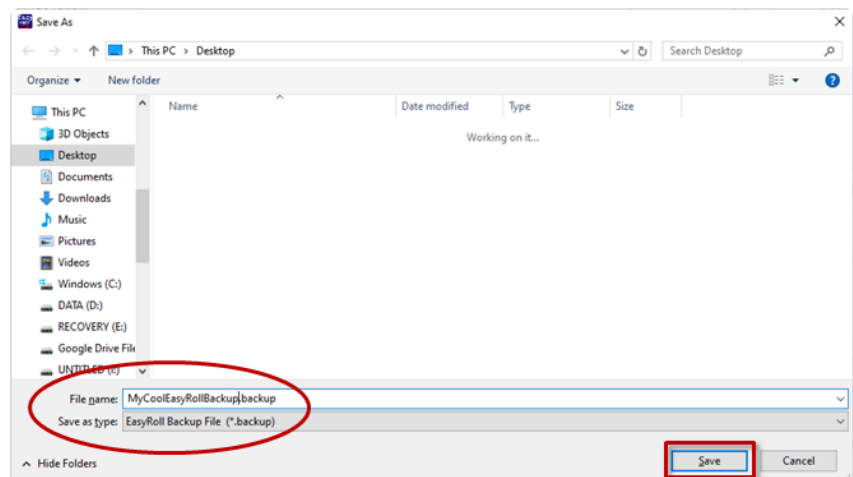 Save As
This PC > Desktop
Search Desktop
Organize New folder
Name Date modified Type Size
Working on it...
This PC
3D Objects
Desktop
Documents
Downloads
Music
Pictures
Videos
Windows (C:)
DATA (D:)
RECOVERY (E:)
Google Drive File
File name: MyCoolEasyRollBackup.backup
Save as type: EasyRoll Backup File (*.backup)
Hide Folders
Save Cancel